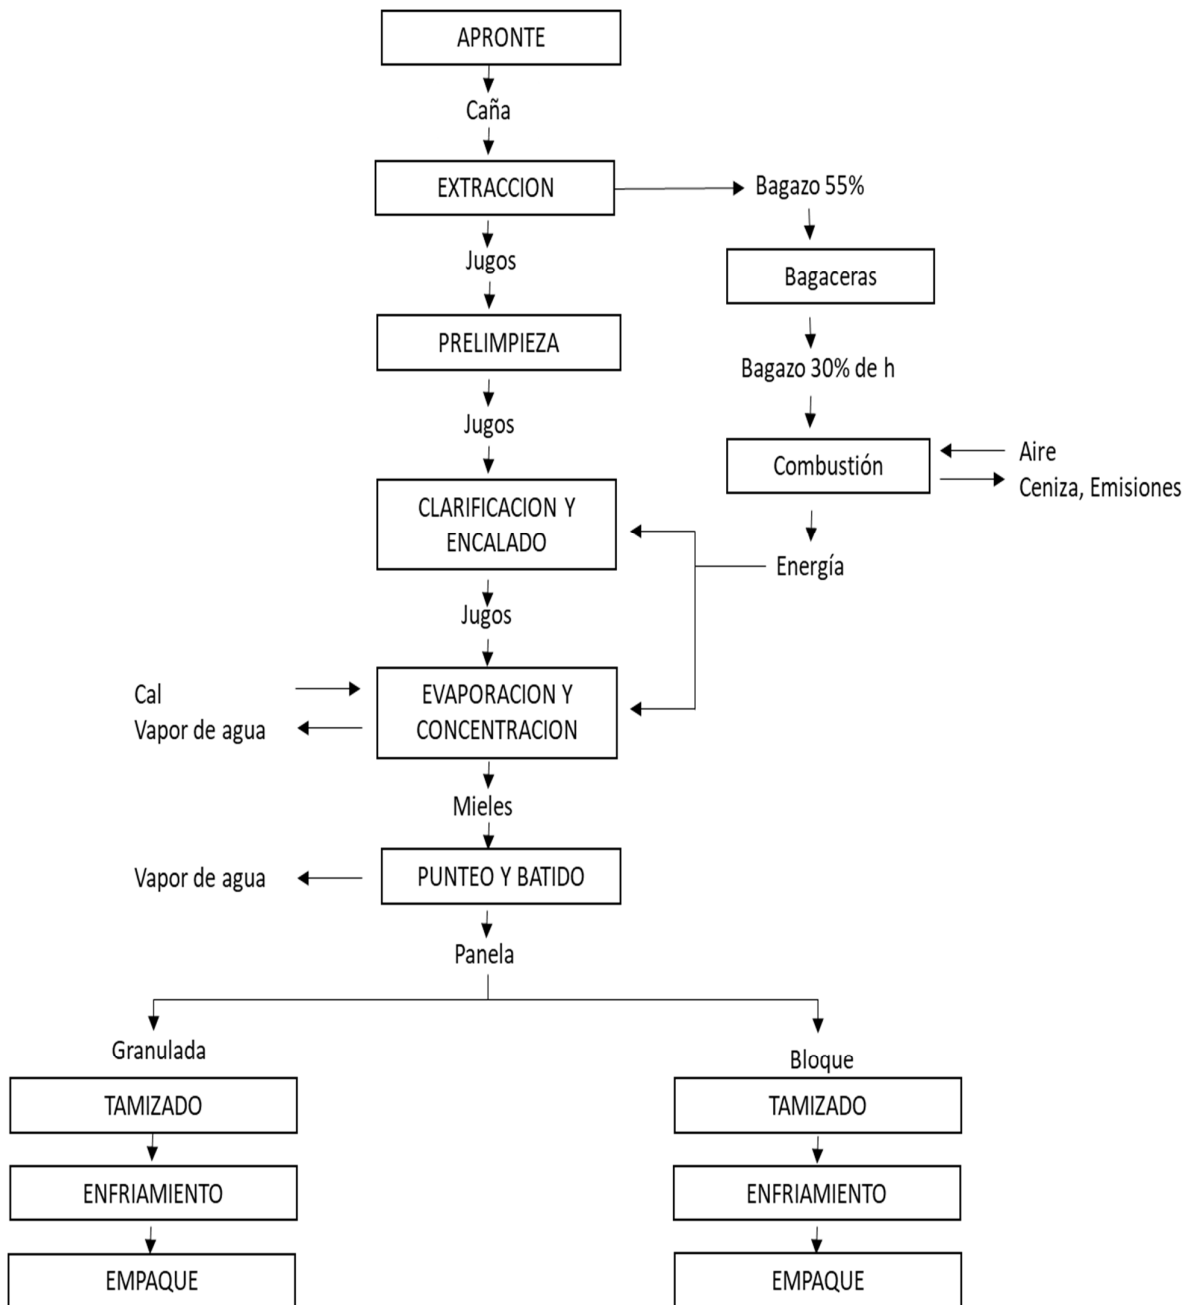 APRONTE
Caña
EXTRACCION
Bagazo 55%
Jugos
Bagaceras
PRELIMPIEZA
Bagazo 30% de h
Jugos
Combustión
Aire
Ceniza, Emisiones
CLARIFICACION Y
ENCALADO
Energía
Jugos
Cal
Vapor de agua
EVAPORACION Y
CONCENTRACION
Mieles
Vapor de agua
PUNTEO Y BATIDO
Panela
Granulada
Bloque
TAMIZADO
TAMIZADO
ENFRIAMIENTO
ENFRIAMIENTO
EMPAQUE
EMPAQUE